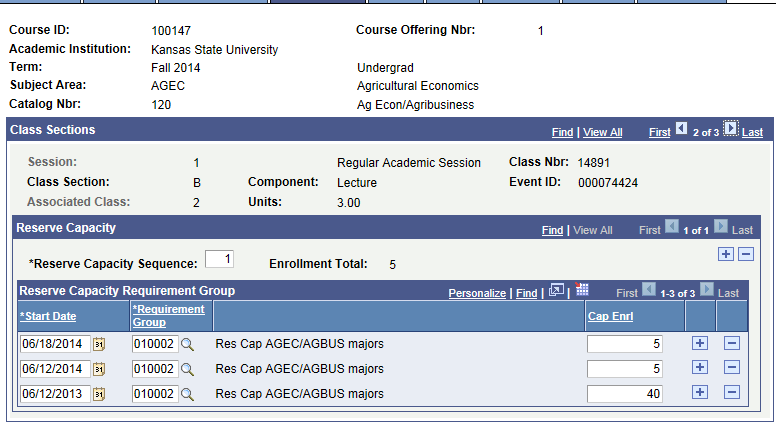 Course ID: 100147 Course Offering Nbr: 1
Academic Institution: Kansas State University
Term: Fall 2014 Undergrad
Subject Area: AGEC Agricultural Economics
Catalog Nbr: 120 Ag Econ/Agribusiness
Class Sections Find | View All First 2 of 3 Last
Session: 1 Regular Academic Session Class Nbr: 14891
Class Section: B Component: Lecture Event ID: 000074424
Associated Class: 2 Units: 3.00
Reserve Capacity Find | View All First 1 of 1 Last
*Reserve Capacity Sequence: 1 Enrollment Total: 5
Reserve Capacity Requirement Group Personalize | Find | | First 1-3 of 3 Last
*Start Date *Requirement Group Cap Enrl
06/18/2014 31 010002 Res Cap AGEC/AGBUS majors 5
06/12/2014 31 010002 Res Cap AGEC/AGBUS majors 5
06/12/2013 31 010002 Res Cap AGEC/AGBUS majors 40